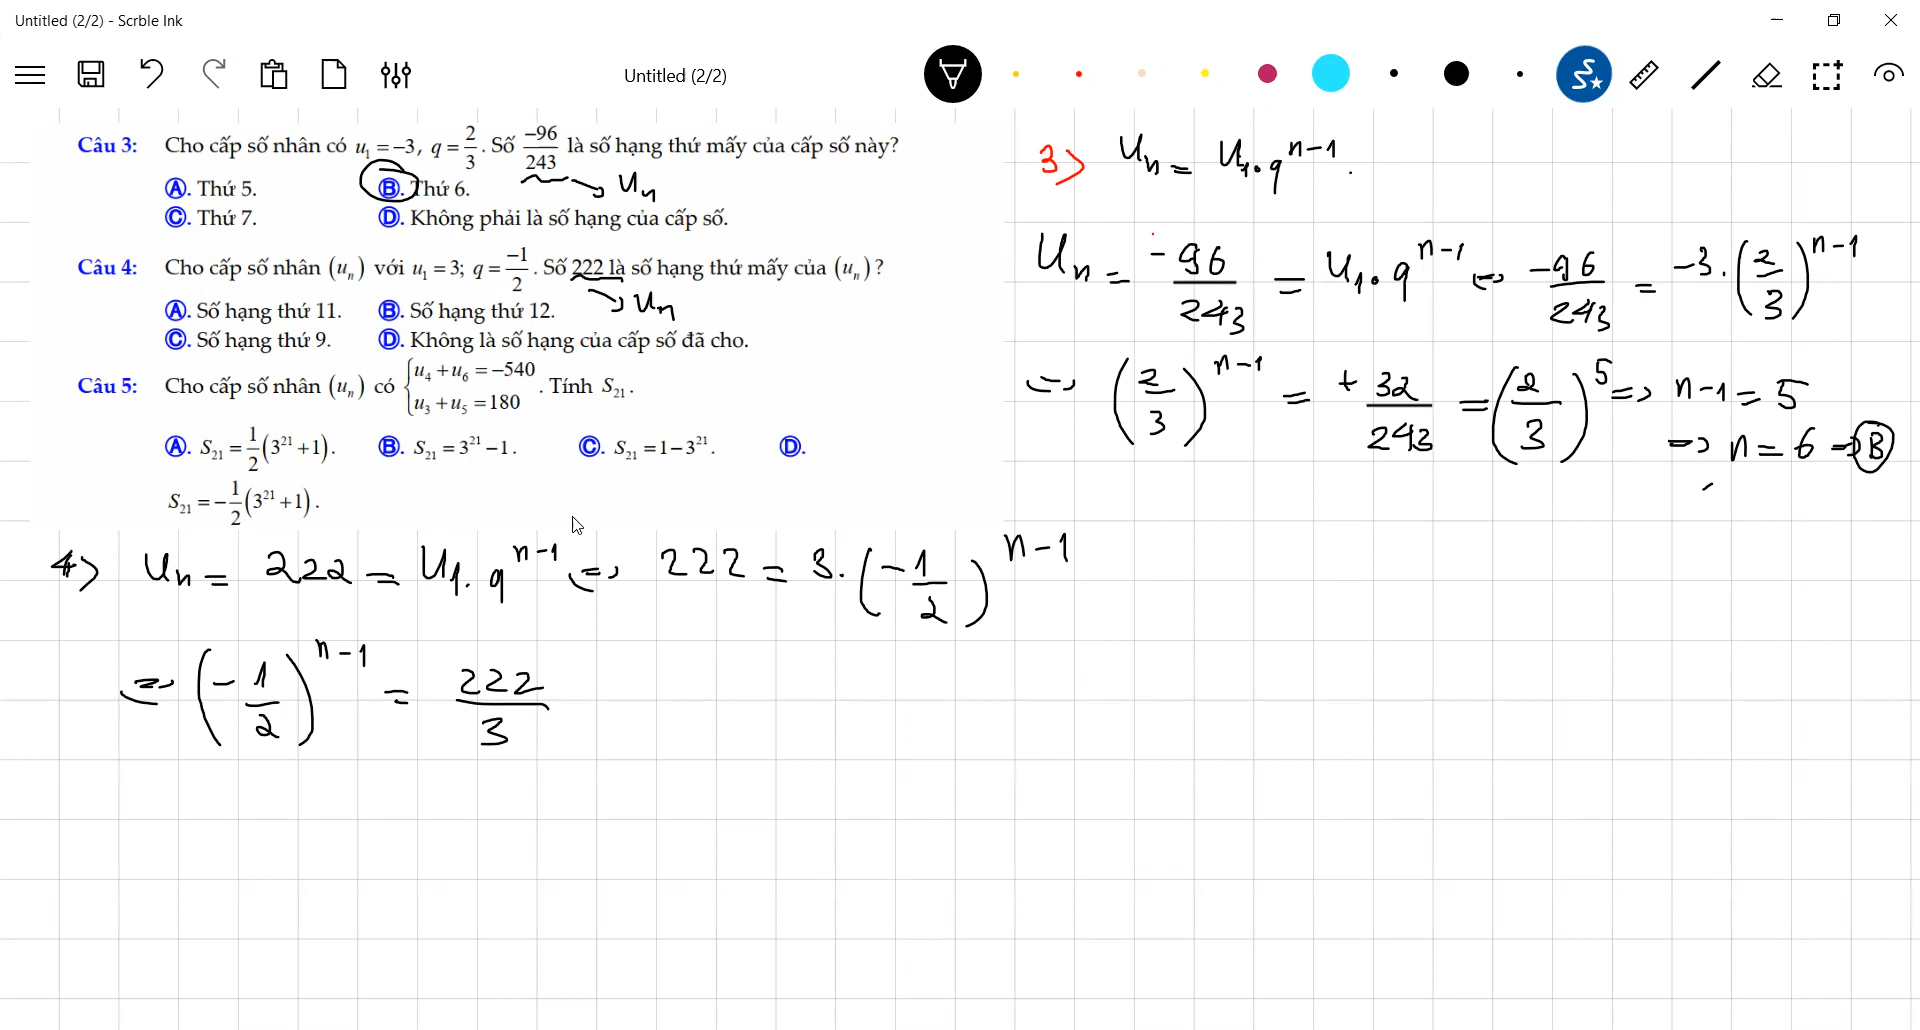 Untitled (2/2) - Scrble Ink
Untitled (2/2)
Câu 3: Cho cấp số nhân có u₁ = −3, q = 2/3. Số −96/243 là số hạng thứ mấy của cấp số này?
A. Thứ 5. B. Thứ 6. → Uₙ
C. Thứ 7. D. Không phải là số hạng của cấp số.
Câu 4: Cho cấp số nhân (uₙ) với u₁ = 3; q = −1/2. Số 222 là số hạng thứ mấy của (uₙ)?
A. Số hạng thứ 11. B. Số hạng thứ 12. → Uₙ
C. Số hạng thứ 9. D. Không là số hạng của cấp số đã cho.
Câu 5: Cho cấp số nhân (uₙ) có {u₄ + u₆ = −540; u₃ + u₅ = 180. Tính S₂₁.
A. S₂₁ = 1/2(3²¹ + 1). B. S₂₁ = 3²¹ − 1. C. S₂₁ = 1 − 3²¹. D.
S₂₁ = −1/2(3²¹ + 1).
3> Uₙ = U₁.qⁿ⁻¹.
Uₙ = −96/243 = U₁.qⁿ⁻¹ ⇔ −96/243 = −3.(2/3)ⁿ⁻¹
⇔ (2/3)ⁿ⁻¹ = +32/243 = (2/3)⁵ ⇒ n−1 = 5
⇒ n = 6 ⇒ B
4> Uₙ = 222 = U₁.qⁿ⁻¹ ⇔ 222 = 3.(−1/2)ⁿ⁻¹
⇔ (−1/2)ⁿ⁻¹ = 222/3